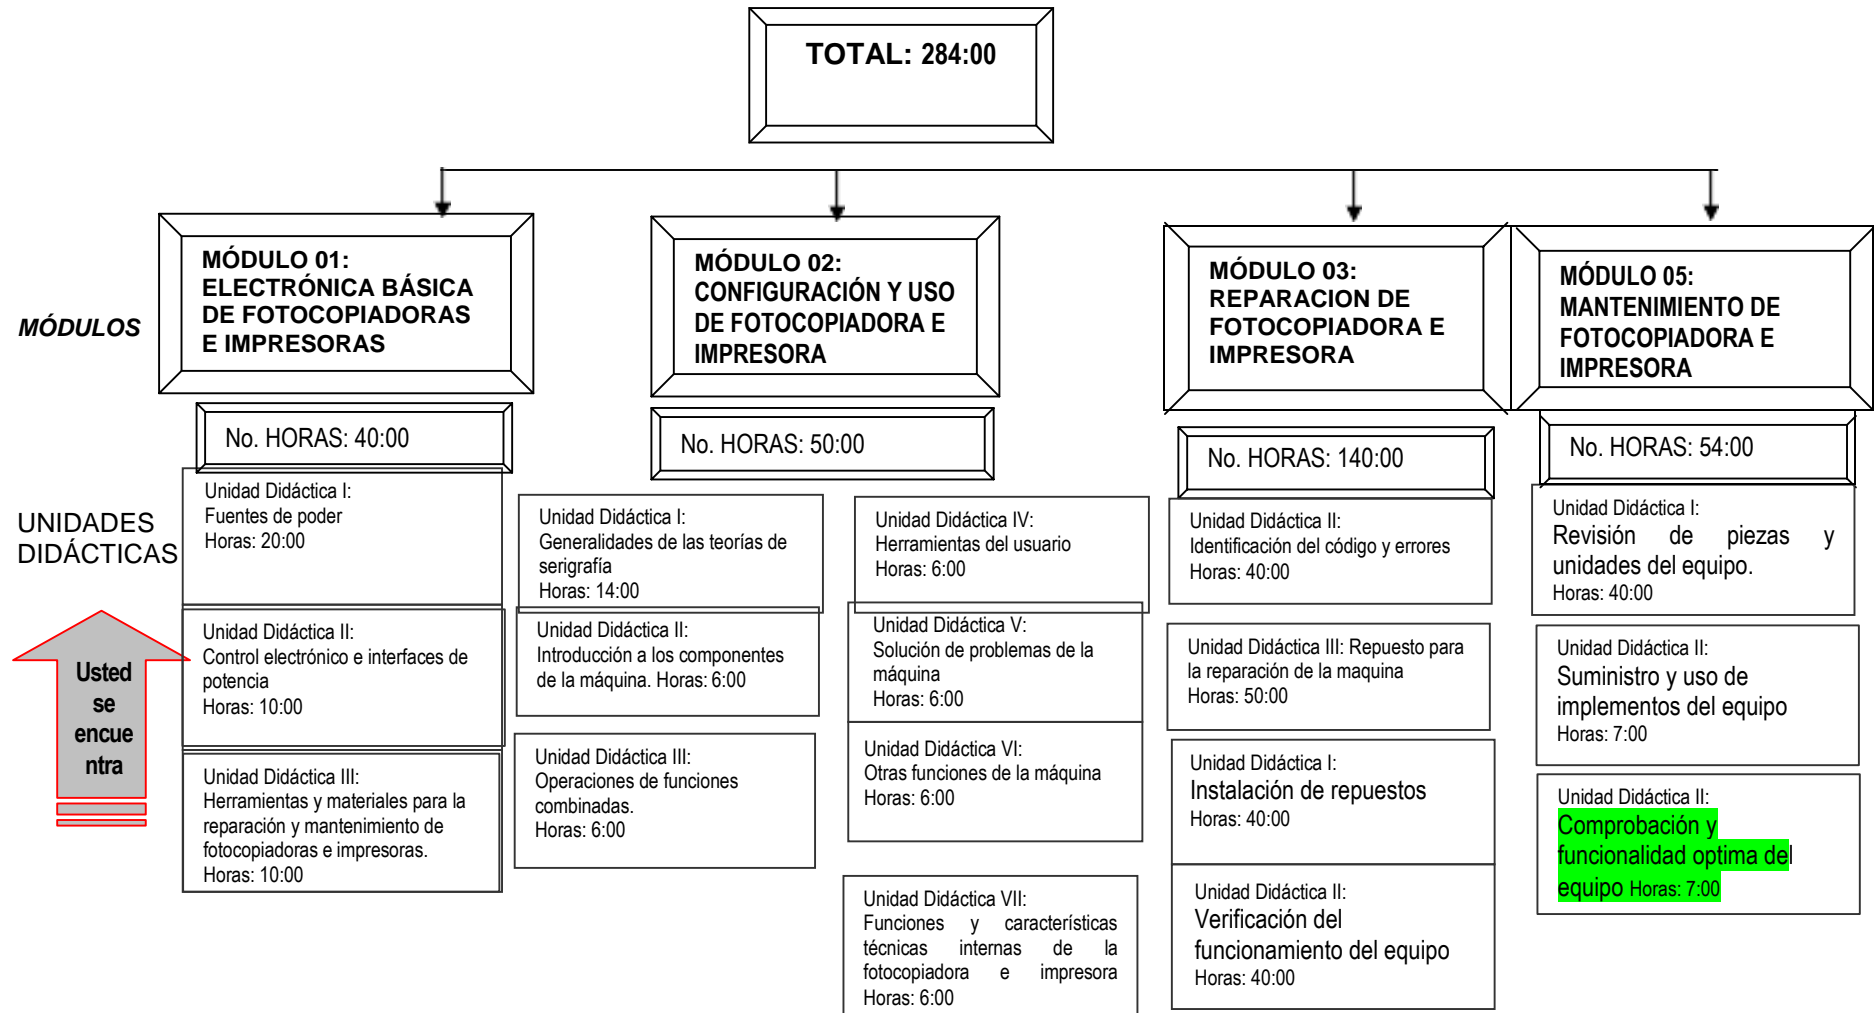 TOTAL: 284:00
MÓDULOS
MÓDULO 01:
ELECTRÓNICA BÁSICA
DE FOTOCOPIADORAS
E IMPRESORAS
MÓDULO 02:
CONFIGURACIÓN Y USO
DE FOTOCOPIADORA E
IMPRESORA
MÓDULO 03:
REPARACION DE
FOTOCOPIADORA E
IMPRESORA
MÓDULO 05:
MANTENIMIENTO DE
FOTOCOPIADORA E
IMPRESORA
No. HORAS: 40:00
No. HORAS: 50:00
No. HORAS: 140:00
No. HORAS: 54:00
UNIDADES
DIDÁCTICAS
Usted
se
encue
ntra
Unidad Didáctica I:
Fuentes de poder
Horas: 20:00
Unidad Didáctica II:
Control electrónico e interfaces de
potencia
Horas: 10:00
Unidad Didáctica III:
Herramientas y materiales para la
reparación y mantenimiento de
fotocopiadoras e impresoras.
Horas: 10:00
Unidad Didáctica I:
Generalidades de las teorías de
serigrafía
Horas: 14:00
Unidad Didáctica II:
Introducción a los componentes
de la máquina. Horas: 6:00
Unidad Didáctica III:
Operaciones de funciones
combinadas.
Horas: 6:00
Unidad Didáctica IV:
Herramientas del usuario
Horas: 6:00
Unidad Didáctica V:
Solución de problemas de la
máquina
Horas: 6:00
Unidad Didáctica VI:
Otras funciones de la máquina
Horas: 6:00
Unidad Didáctica VII:
Funciones y características
técnicas internas de la
fotocopiadora e impresora
Horas: 6:00
Unidad Didáctica II:
Identificación del código y errores
Horas: 40:00
Unidad Didáctica III: Repuesto para
la reparación de la maquina
Horas: 50:00
Unidad Didáctica I:
Instalación de repuestos
Horas: 40:00
Unidad Didáctica II:
Verificación del
funcionamiento del equipo
Horas: 40:00
Unidad Didáctica I:
Revisión de piezas y
unidades del equipo.
Horas: 40:00
Unidad Didáctica II:
Suministro y uso de
implementos del equipo
Horas: 7:00
Unidad Didáctica II:
Comprobación y
funcionalidad optima del
equipo Horas: 7:00